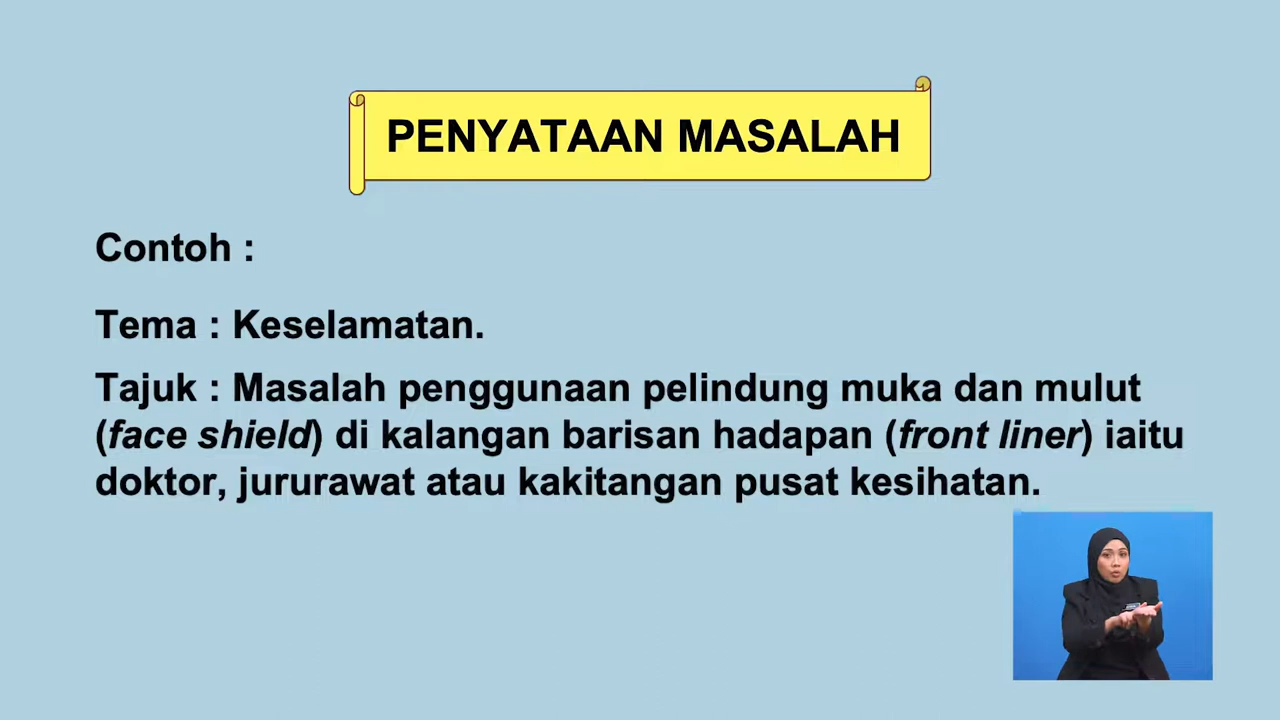 PENYATAAN MASALAH
Contoh :
Tema : Keselamatan.
Tajuk : Masalah penggunaan pelindung muka dan mulut
(face shield) di kalangan barisan hadapan (front liner) iaitu
doktor, jururawat atau kakitangan pusat kesihatan.